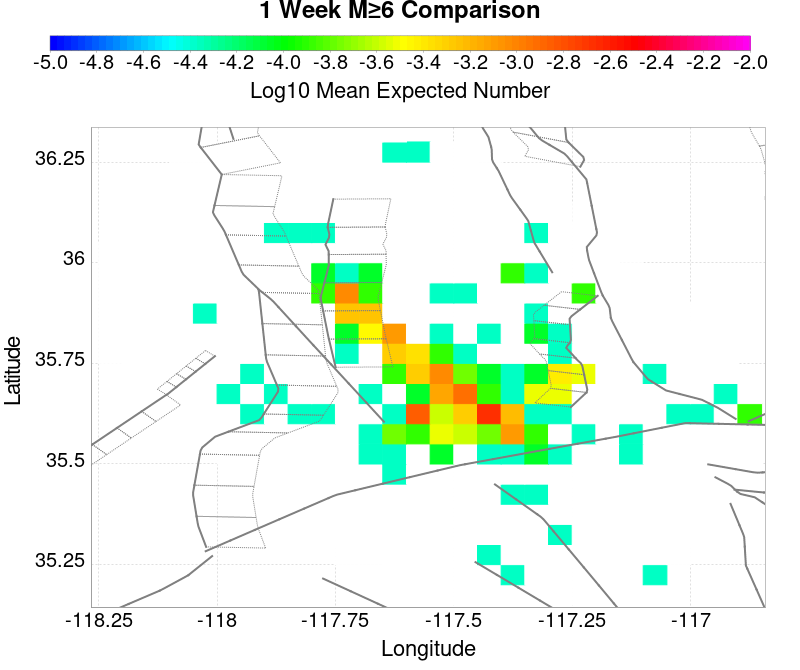 1 Week M≥6 Comparison
-5.0 -4.8 -4.6 -4.4 -4.2 -4.0 -3.8 -3.6 -3.4 -3.2 -3.0 -2.8 -2.6 -2.4 -2.2 -2.0
Log10 Mean Expected Number
36.25
36
35.75
35.5
35.25
Latitude
-118.25 -118 -117.75 -117.5 -117.25 -117
Longitude